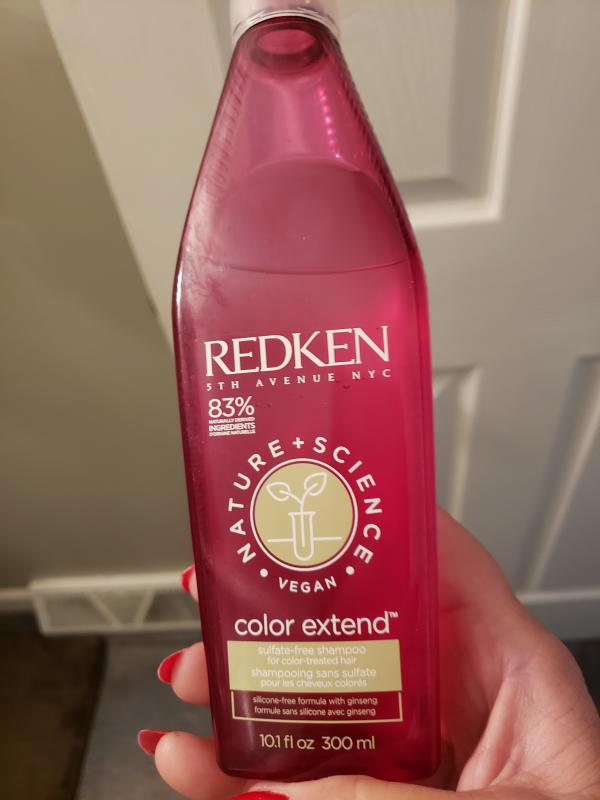 REDKEN
5TH AVENUE NYC
83%
NATURALLY DERIVED
INGREDIENTS
D'ORIGINE NATURELLE
NATURE + SCIENCE
• VEGAN •
color extend™
sulfate-free shampoo
for color-treated hair
shampooing sans sulfate
pour les cheveux colorés
silicone-free formula with ginseng
formule sans silicone avec ginseng
10.1 fl oz 300 ml